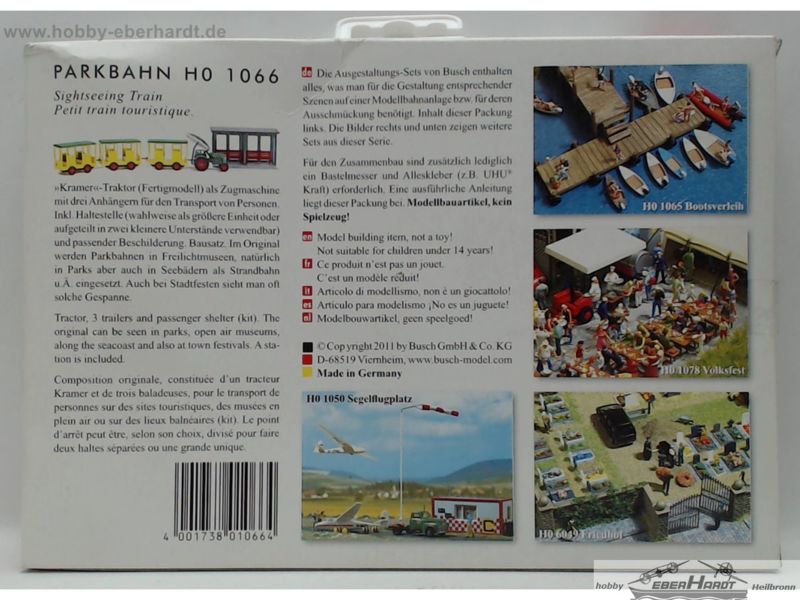 www.hobby-eberhardt.de
PARKBAHN H0 1066
Sightseeing Train
Petit train touristique.
»Kramer«-Traktor (Fertigmodell) als Zugmaschine
mit drei Anhängern für den Transport von Personen.
Inkl. Haltestelle (wahlweise als größere Einheit oder
aufgeteilt in zwei kleinere Unterstände verwendbar)
und passender Beschilderung. Bausatz. Im Original
werden Parkbahnen in Freilichtmuseen, natürlich
in Parks aber auch in Seebädern als Strandbahn
u.Ä. eingesetzt. Auch bei Stadtfesten sieht man oft
solche Gespanne.
Tractor, 3 trailers and passenger shelter (kit). The
original can be seen in parks, open air museums,
along the seacoast and also at town festivals. A sta-
tion is included.
Composition originale, constituée d'un tracteur
Kramer et de trois baladeuses, pour le transport de
personnes sur des sites touristiques, des musées en
plein air ou sur des lieux balnéaires (kit). Le point
d'arrêt peut être, selon son choix, divisé pour faire
deux haltes séparées ou une grande unique.
4 001738 010664
de Die Ausgestaltungs-Sets von Busch enthalten
alles, was man für die Gestaltung entsprechender
Szenen auf einer Modellbahnanlage bzw. für deren
Ausschmückung benötigt. Inhalt dieser Packung
links. Die Bilder rechts und unten zeigen weitere
Sets aus dieser Serie.
Für den Zusammenbau sind zusätzlich lediglich
ein Bastelmesser und Alleskleber (z.B. UHU®
Kraft) erforderlich. Eine ausführliche Anleitung
liegt dieser Packung bei. Modellbauartikel, kein
Spielzeug!
en Model building item, not a toy!
Not suitable for children under 14 years!
fr Ce produit n'est pas un jouet.
C'est un modèle réduit!
it Articolo di modellismo, non è un giocattolo!
es Artículo para modelismo ¡No es un juguete!
nl Modelbouwartikel, geen speelgoed!
© Copyright 2011 by Busch GmbH & Co. KG
D-68519 Viernheim, www.busch-model.com
Made in Germany
H0 1050 Segelflugplatz
H0 1065 Bootsverleih
H0 1078 Volksfest
H0 6049 Friedhof
hobby EBERHARDT Heilbronn